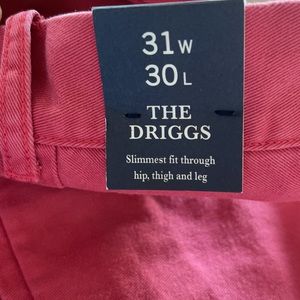 31W
30L
THE
DRIGGS
Slimmest fit through
hip, thigh and leg